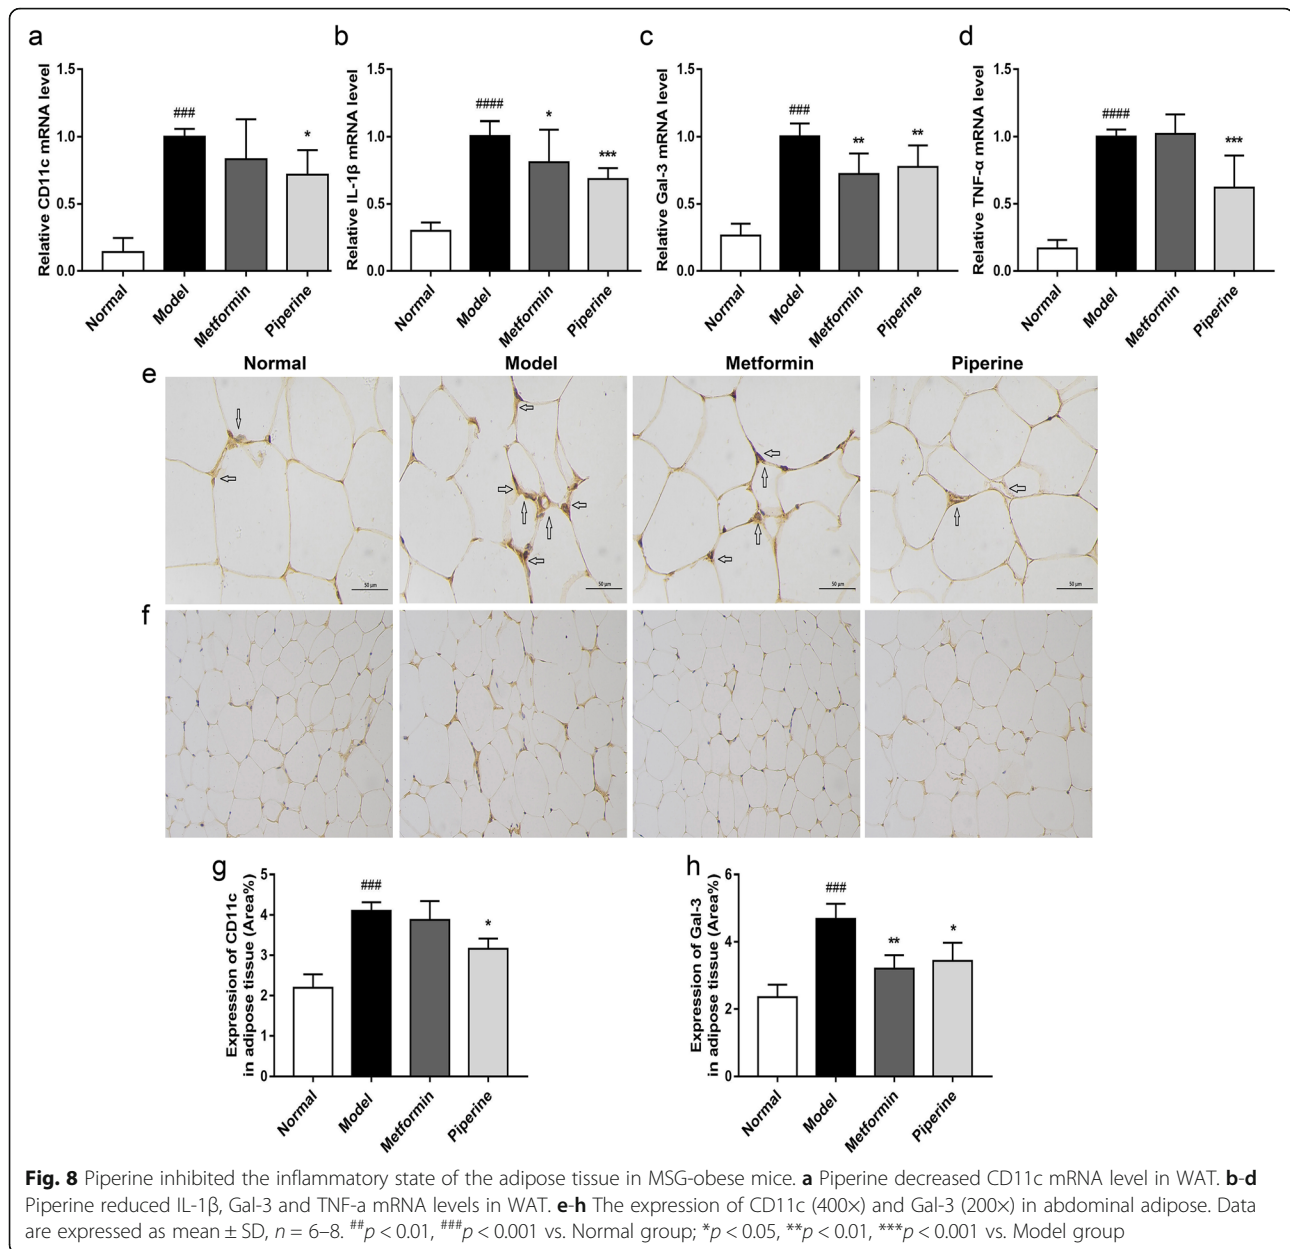 a
b
c
d
Relative CD11c mRNA level
1.5
1.0
0.5
0.0
###
*
Normal
Model
Metformin
Piperine
Relative IL-1β mRNA level
1.5
1.0
0.5
0.0
####
*
***
Normal
Model
Metformin
Piperine
Relative Gal-3 mRNA level
1.5
1.0
0.5
0.0
###
**
**
Normal
Model
Metformin
Piperine
Relative TNF-α mRNA level
1.5
1.0
0.5
0.0
####
***
Normal
Model
Metformin
Piperine
Normal
Model
Metformin
Piperine
e
50 μm
50 μm
50 μm
50 μm
f
g
Expression of CD11c
in adipose tissue (Area%)
5
4
3
2
1
0
###
*
Normal
Model
Metformin
Piperine
h
Expression of Gal-3
in adipose tissue (Area%)
6
4
2
0
###
**
*
Normal
Model
Metformin
Piperine
Fig. 8 Piperine inhibited the inflammatory state of the adipose tissue in MSG-obese mice. a Piperine decreased CD11c mRNA level in WAT. b-d
Piperine reduced IL-1β, Gal-3 and TNF-a mRNA levels in WAT. e-h The expression of CD11c (400×) and Gal-3 (200×) in abdominal adipose. Data
are expressed as mean ± SD, n = 6–8. ##p < 0.01, ###p < 0.001 vs. Normal group; *p < 0.05, **p < 0.01, ***p < 0.001 vs. Model group